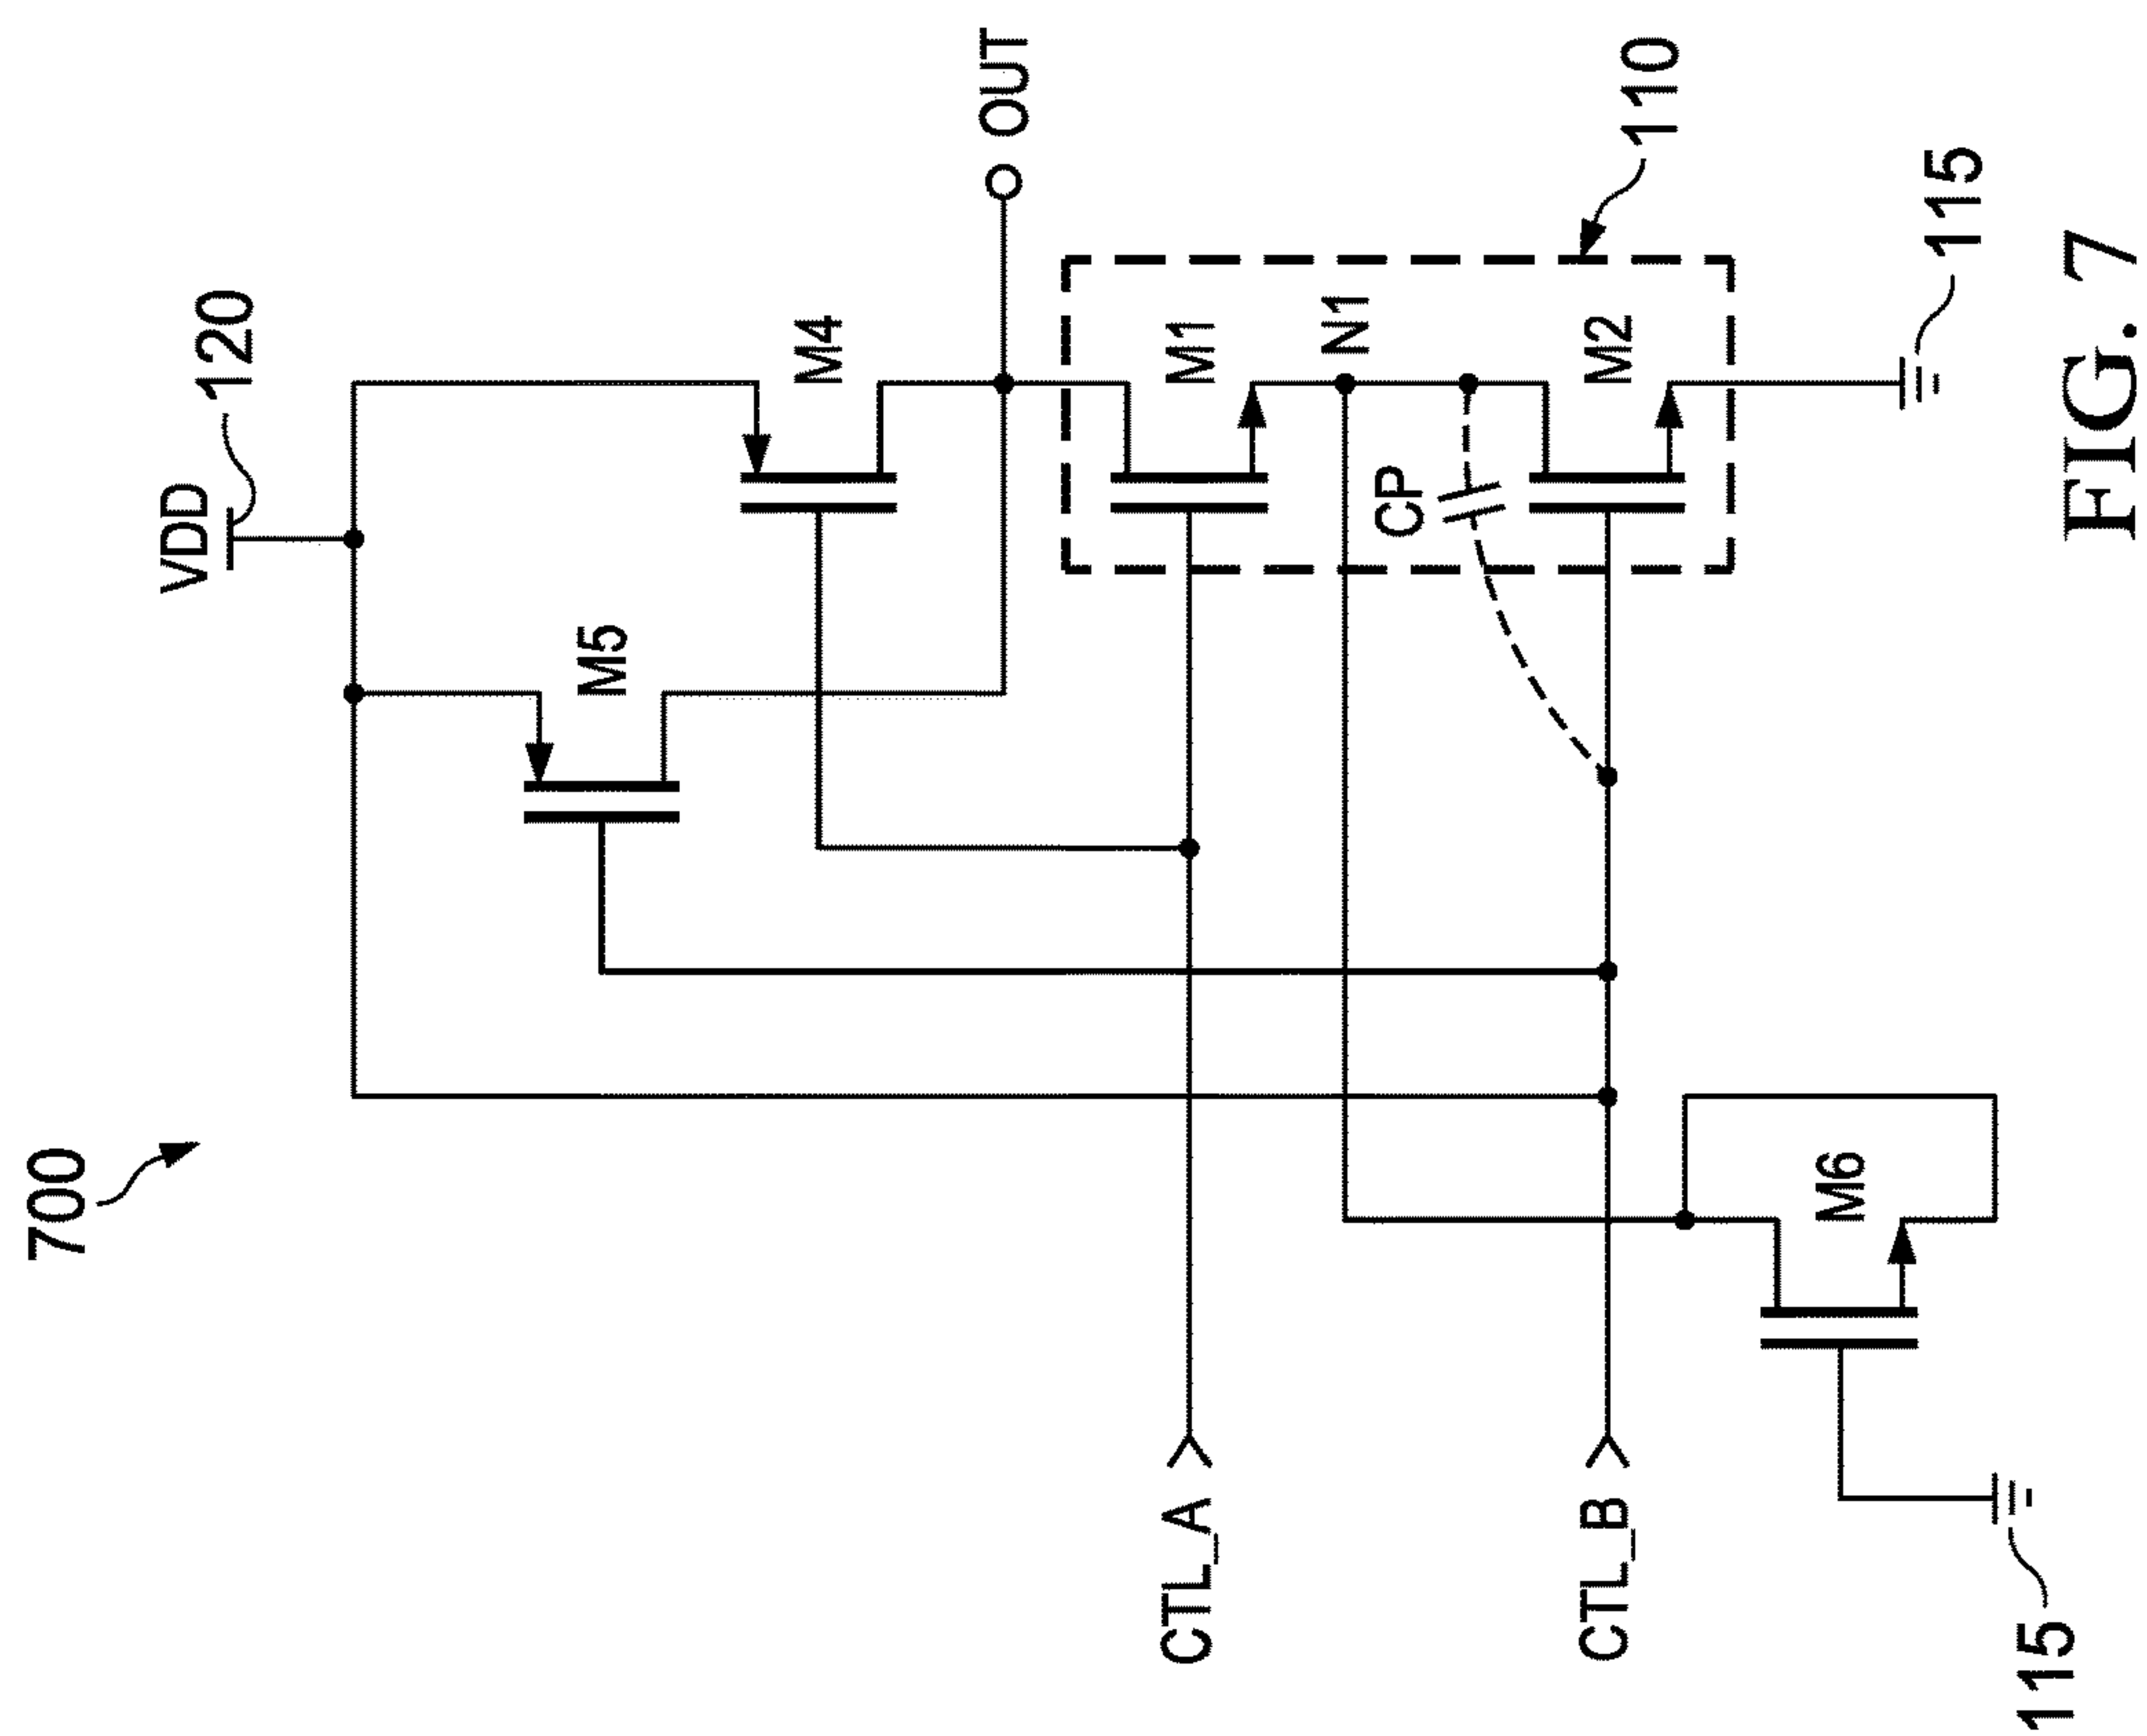 700
VDD
120
M5
M4
OUT
M1
N1
CP
M2
110
CTL_A
CTL_B
M6
115
115
FIG. 7